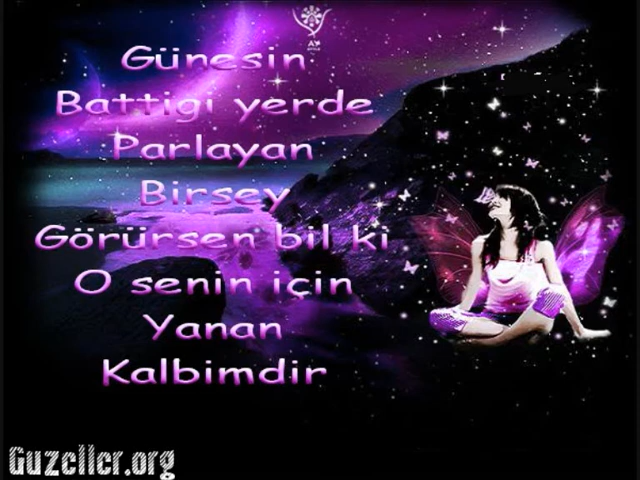 Günesin
Battigi yerde
Parlayan
Birsey
Görürsen bil ki
O senin için
Yanan
Kalbimdir
Guzeller.org